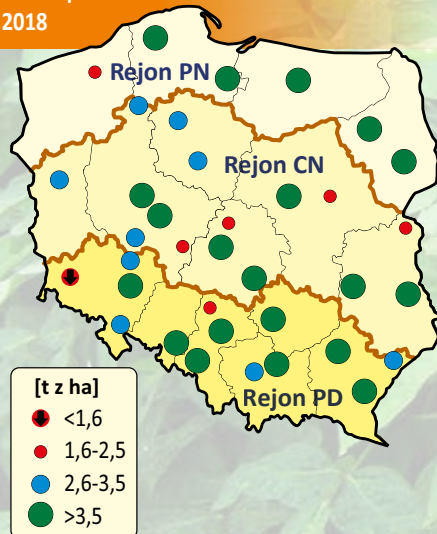 2018
Rejon PN
Rejon CN
Rejon PD
[t z ha]
<1,6
1,6-2,5
2,6-3,5
>3,5